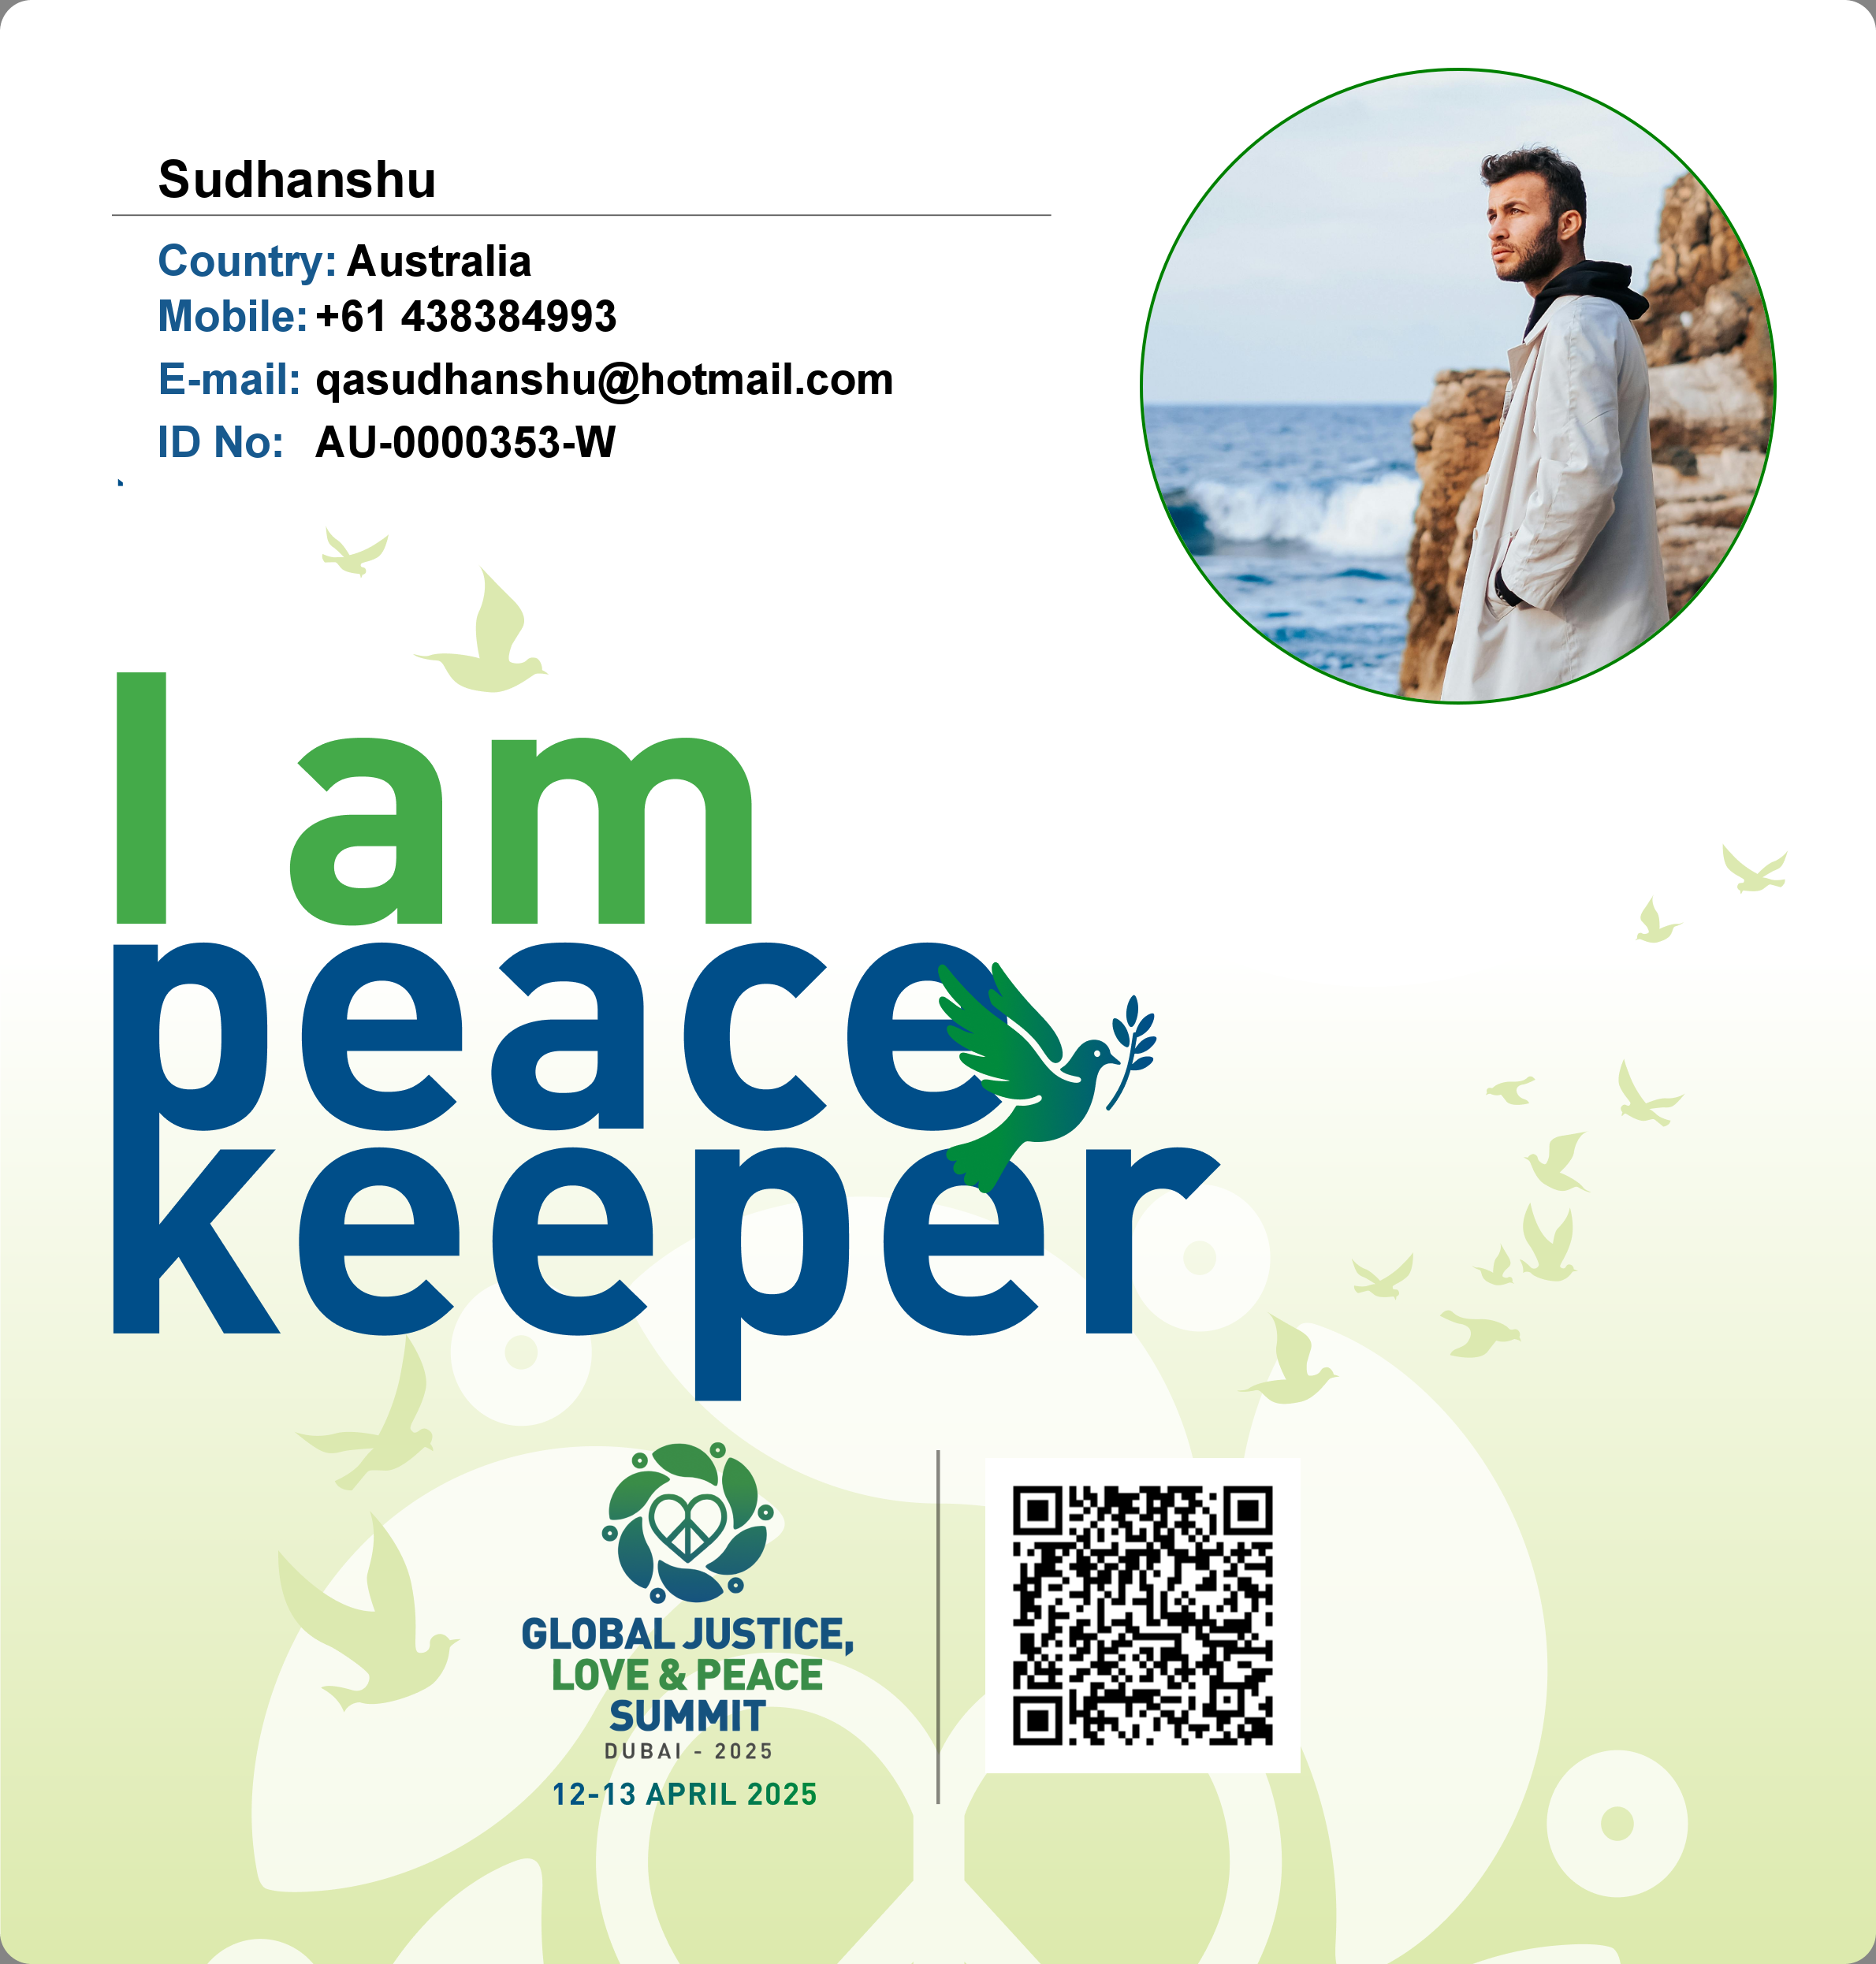 Sudhanshu
Country: Australia
Mobile: +61 438384993
E-mail: qasudhanshu@hotmail.com
ID No: AU-0000353-W
I am
peace
keeper
GLOBAL JUSTICE,
LOVE & PEACE
SUMMIT
DUBAI - 2025
12-13 APRIL 2025